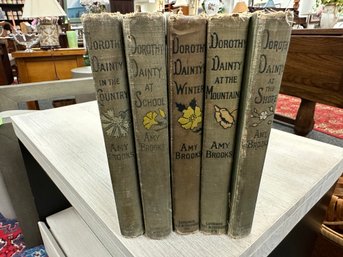 DOROTHY
DAINTY
IN THE
COUNTRY
AMY
BROOKS
DOROTHY
DAINTY
AT
SCHOOL
AMY
BROOKS
DOROTHY
DAINTY'S
WINTER
AMY
BROOKS
DOROTHY
DAINTY
AT THE
MOUNTAINS
AMY
BROOKS
DOROTHY
DAINTY
AT THE
SHORE
AMY
BROOKS